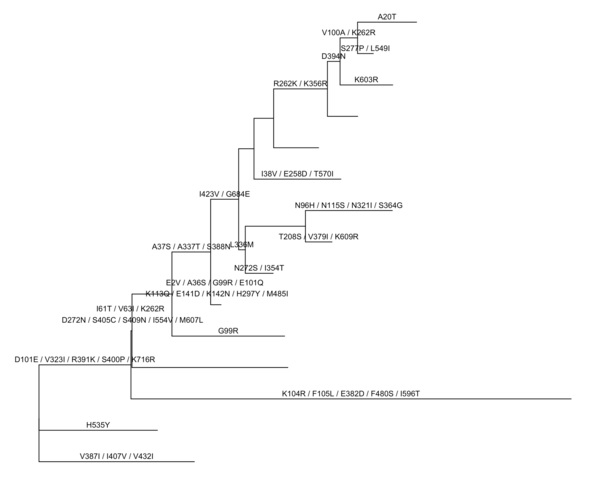 A20T
V100A / K262R
S277P / L549I
D394N
K603R
R262K / K356R
I38V / E258D / T570I
I423V / G684E
N96H / N115S / N321I / S364G
T208S / V379I / K609R
A37S / A337T / S388N
L336M
N272S / I354T
E2V / A36S / G99R / E101Q
K113Q / E141D / K142N / H297Y / M485I
I61T / V63I / K262R
D272N / S405C / S409N / I554V / M607L
G99R
D101E / V323I / R391K / S400P / K716R
K104R / F105L / E382D / F480S / I596T
H535Y
V387I / I407V / V432I